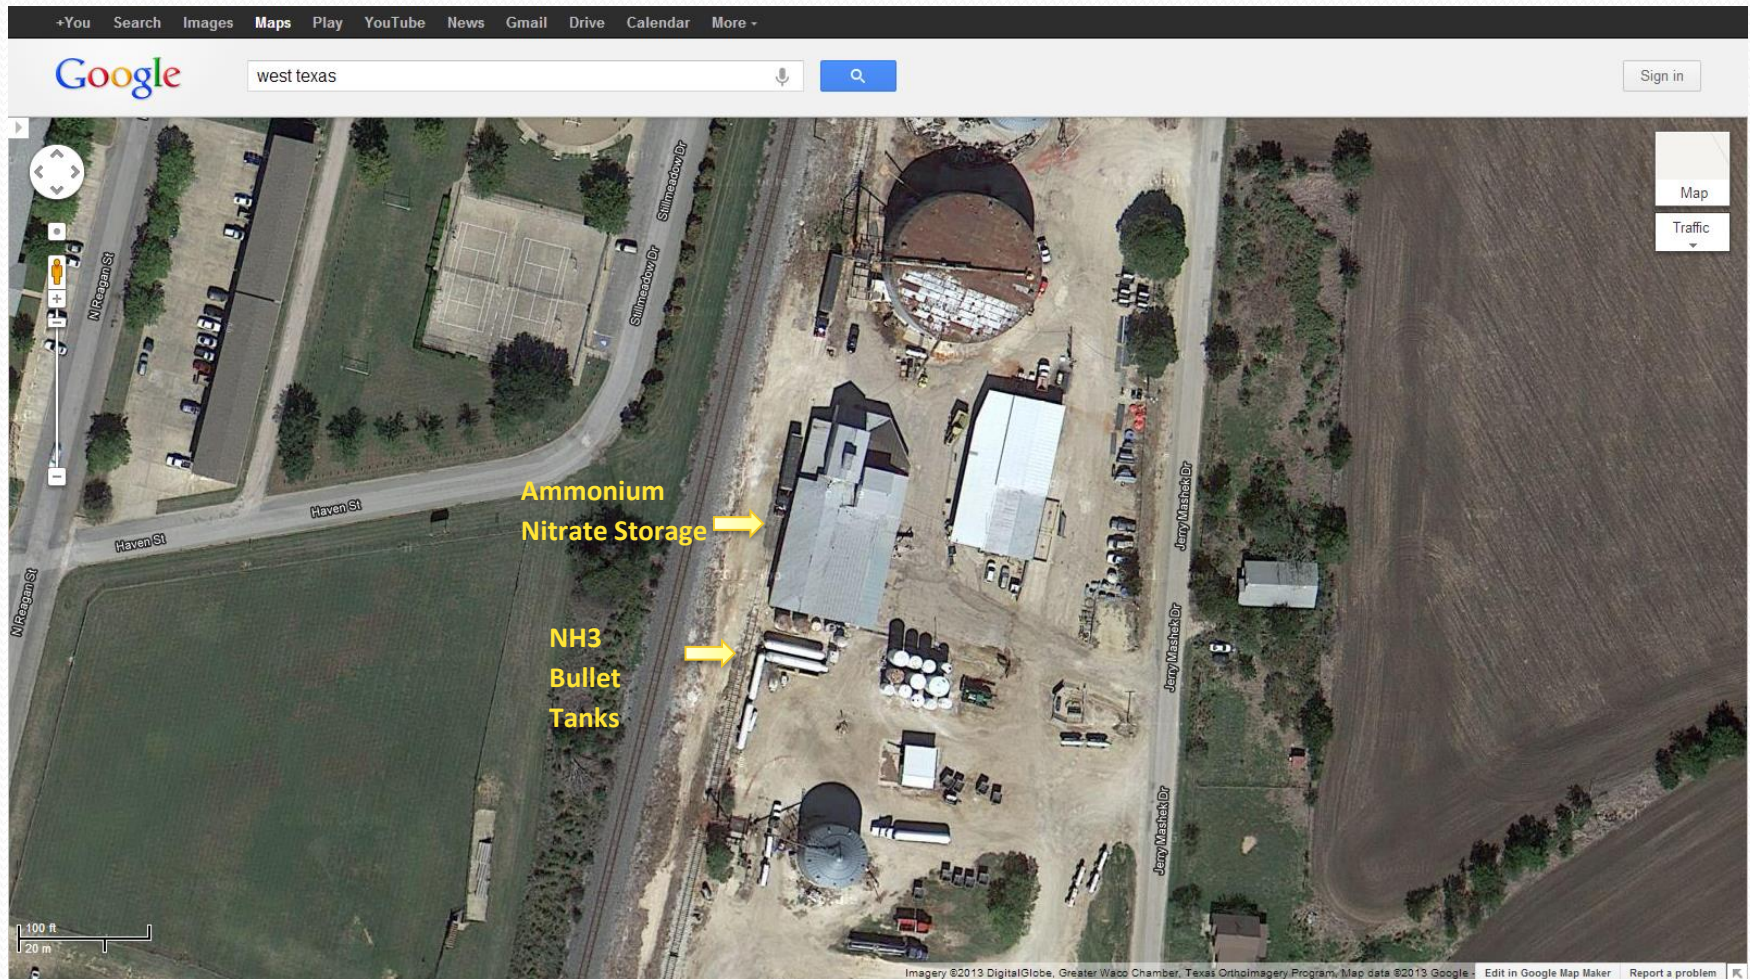 +You Search Images Maps Play YouTube News Gmail Drive Calendar More
Google
west texas
Sign in
Map
Traffic
Stillmeadow Dr
Stillmeadow Dr
N Reagan St
Ammonium
Nitrate Storage
Haven St
Haven St
Jerry Mashek Dr
N Reagan St
NH3
Bullet
Tanks
Jerry Mashek Dr
Jerry Mashek Dr
100 ft
20 m
Imagery ©2013 DigitalGlobe, Greater Waco Chamber, Texas Orthoimagery Program, Map data ©2013 Google - Edit in Google Map Maker Report a problem